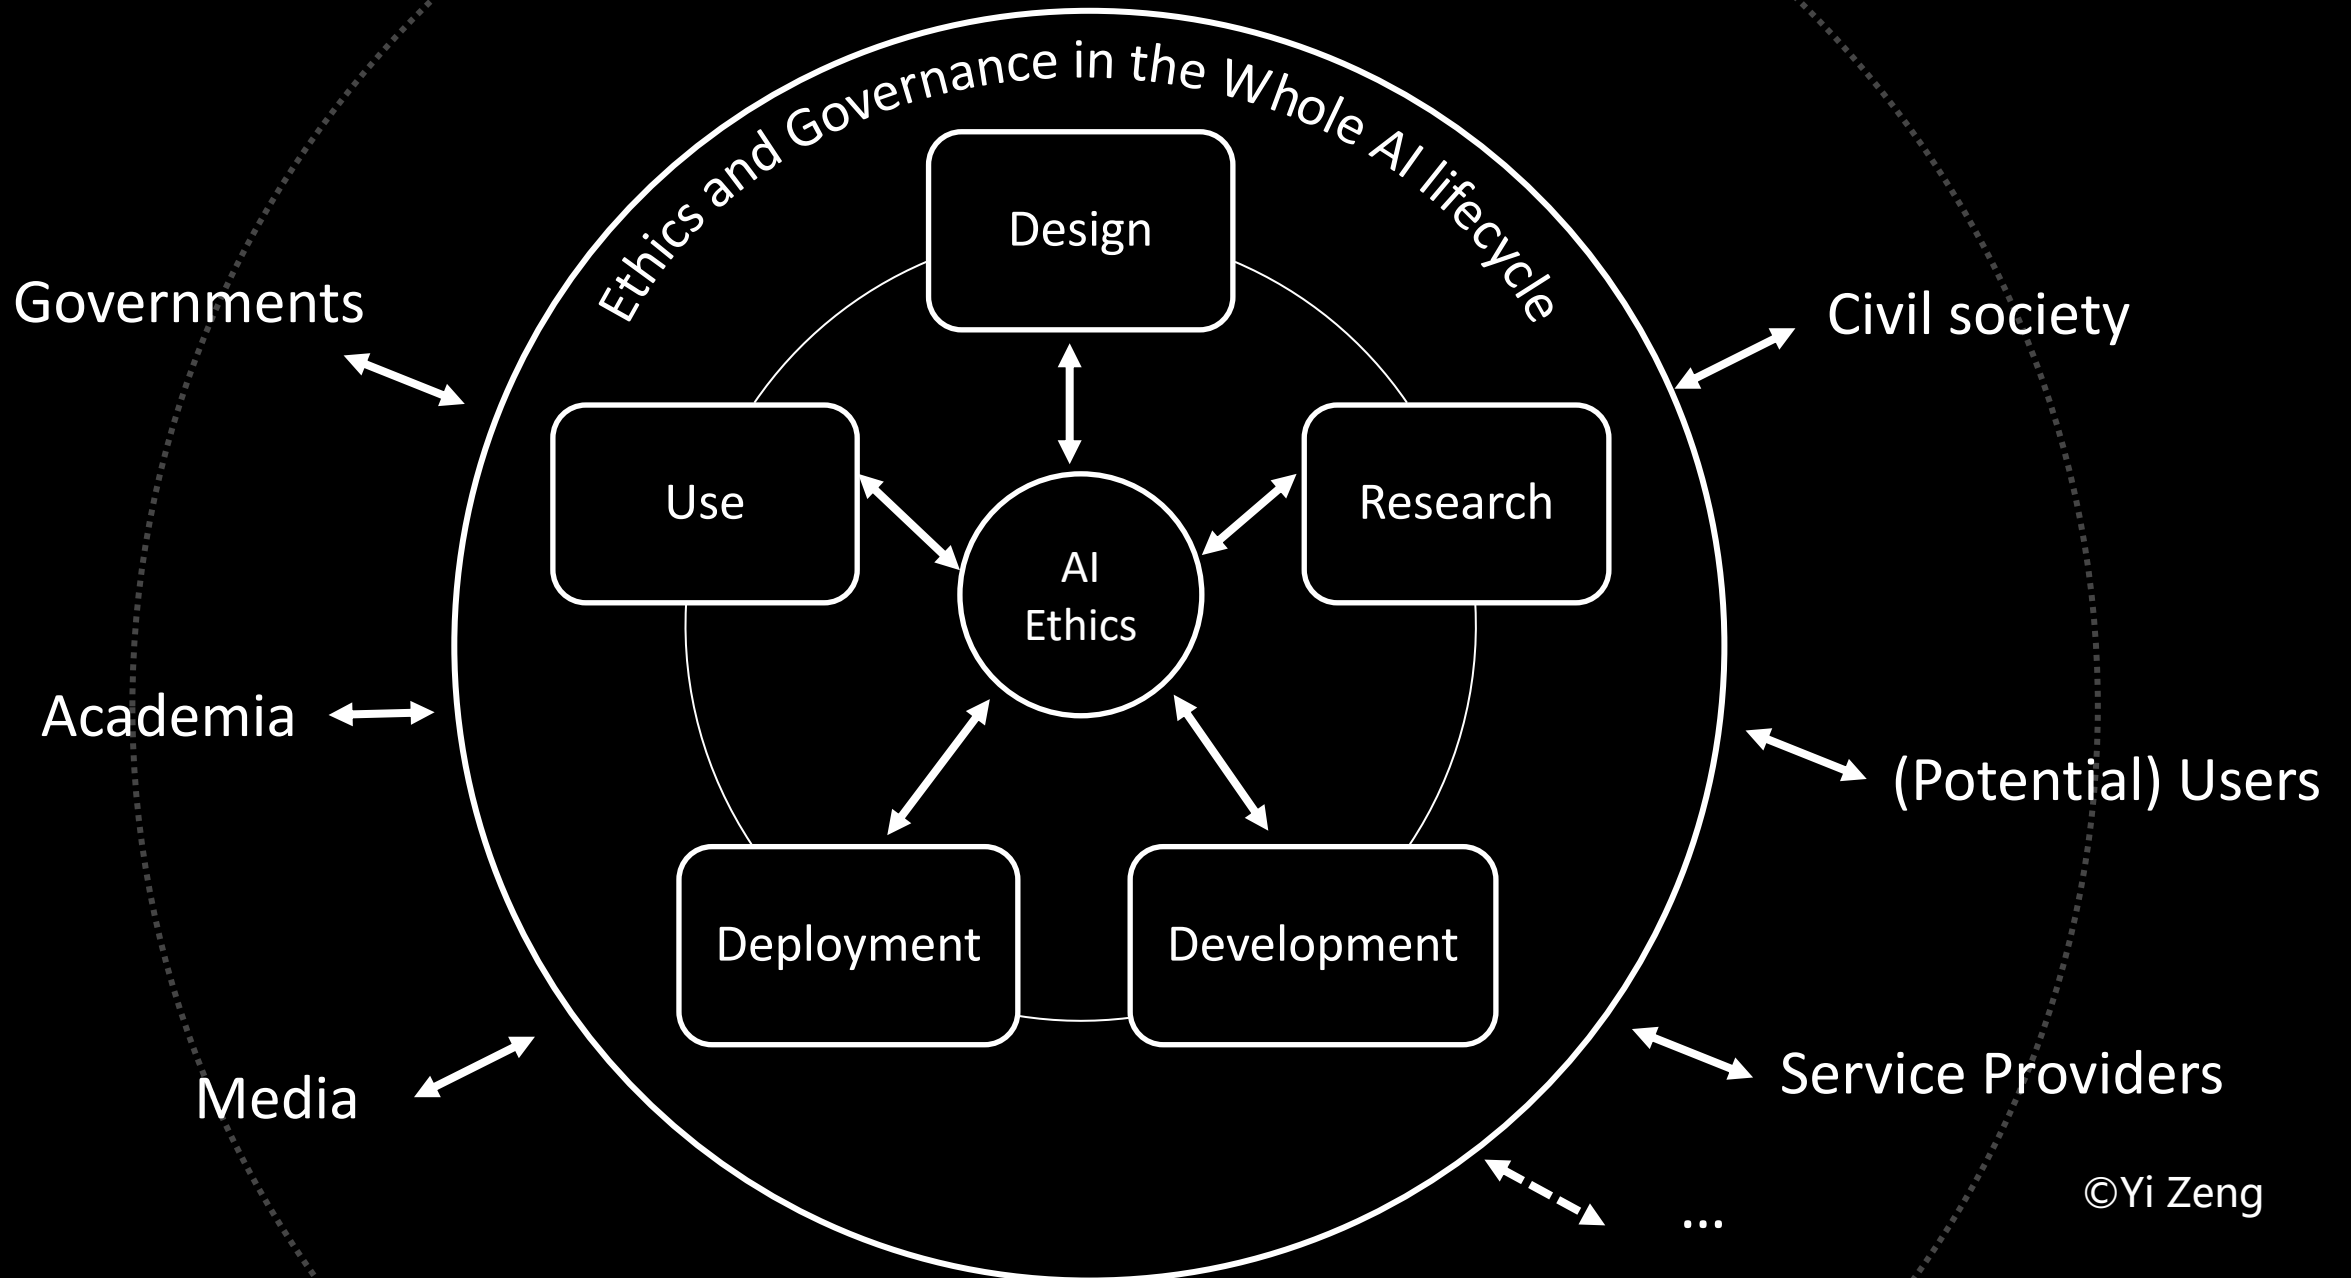 Ethics and Governance in the Whole AI lifecycle
Design
Governments
Civil society
Use
Research
AI
Ethics
Academia
(Potential) Users
Deployment
Development
Media
Service Providers
...
©Yi Zeng